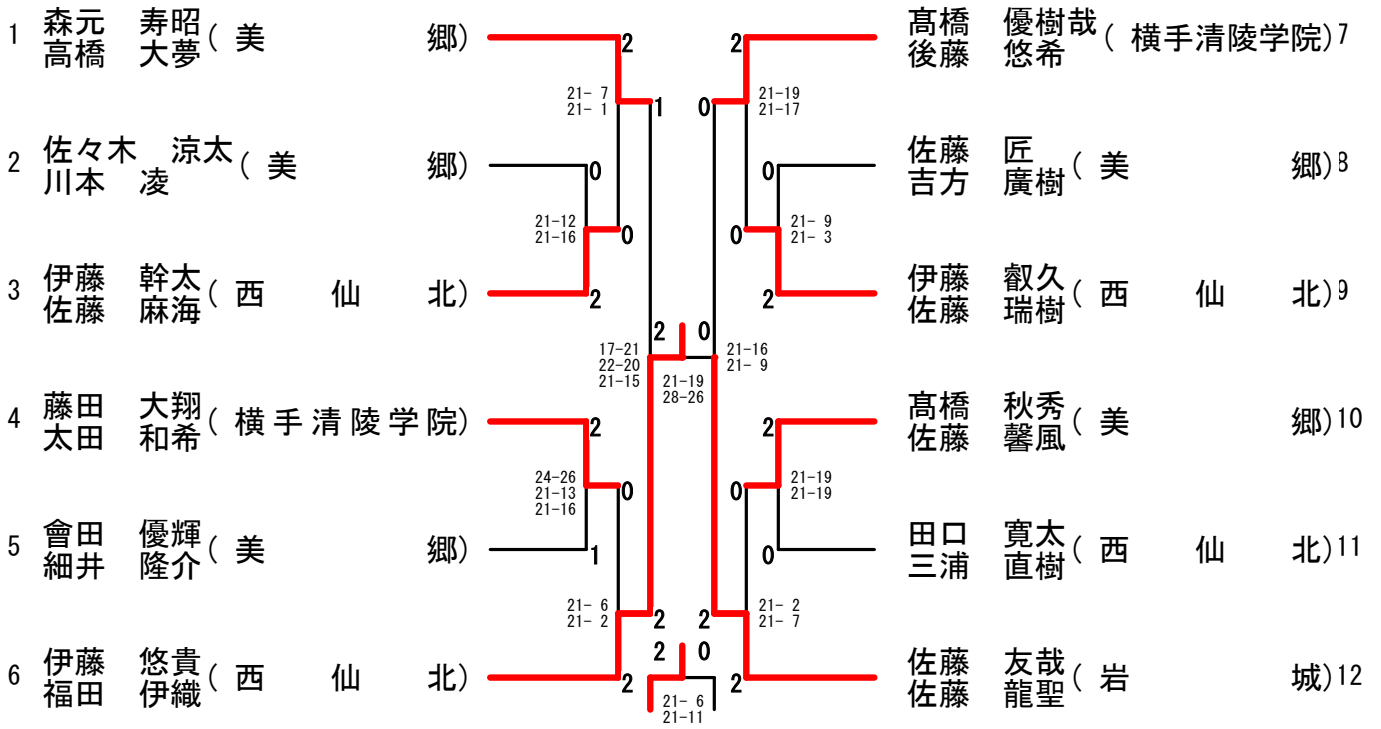 1 森元 寿昭 ( 美 郷)
高橋 大夢
2 佐々木 涼太 ( 美 郷)
川本 凌
3 伊藤 幹太 ( 西 仙 北)
佐藤 麻海
4 藤田 大翔 ( 横手清陵学院)
太田 和希
5 會田 優輝 ( 美 郷)
細井 隆介
6 伊藤 悠貴 ( 西 仙 北)
福田 伊織
2
21- 7
21- 1
1
0
21-12
21-16
0
2
17-21
22-20
21-15
2
24-26
21-13
21-16
0
1
21- 6
21- 2
2
2
2 0
21-19
28-26
2 0
21- 6
21-11
2
21-19
21-17
0
0
21- 9
21- 3
0
2
21-16
21- 9
2
21-19
21-19
0
0
21- 2
21- 7
2
2
髙橋 優樹哉 ( 横手清陵学院) 7
後藤 悠希
佐藤 匠 ( 美 郷) 8
吉方 廣樹
伊藤 叡久 ( 西 仙 北) 9
佐藤 瑞樹
髙橋 秋秀 ( 美 郷) 10
佐藤 馨風
田口 寛太 ( 西 仙 北) 11
三浦 直樹
佐藤 友哉 ( 岩 城) 12
佐藤 龍聖